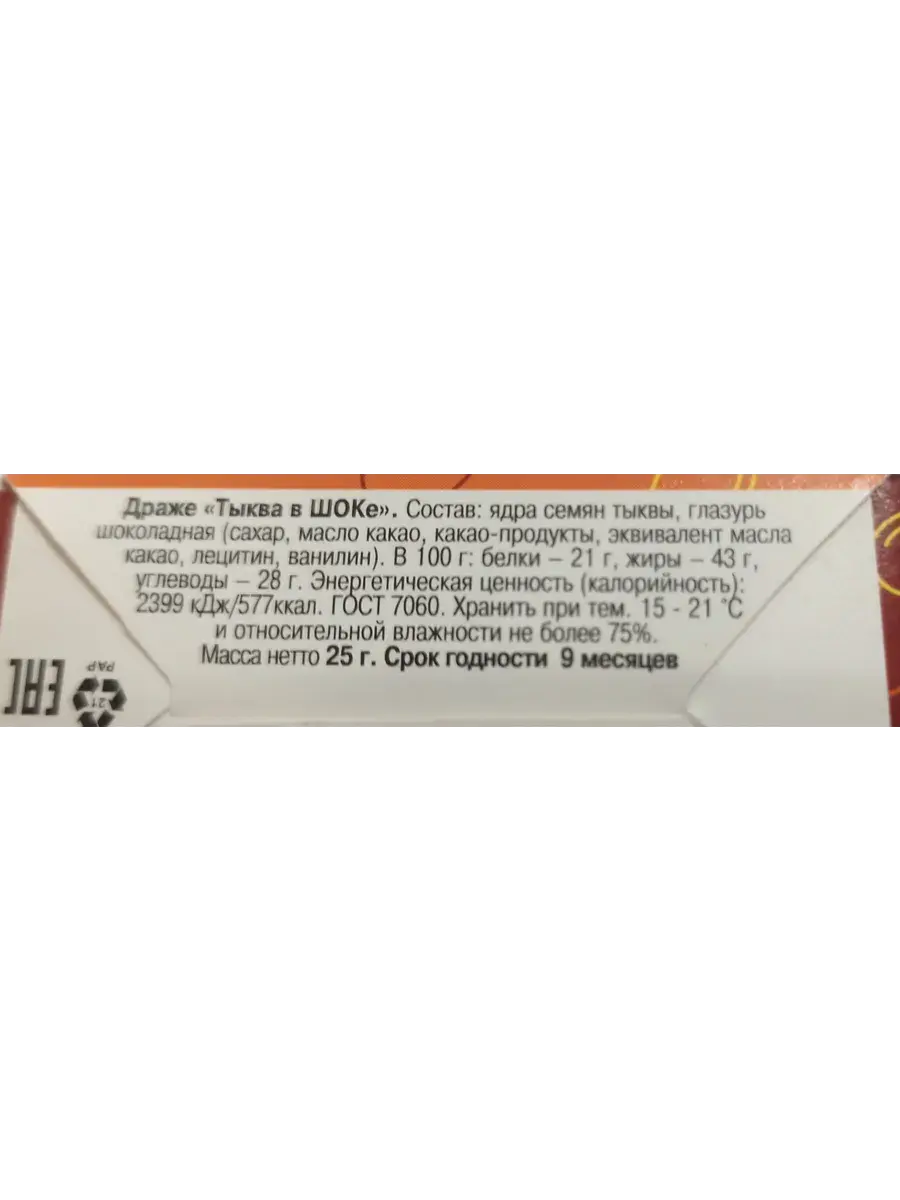 Драже «Тыква в ШОКе». Состав: ядра семян тыквы, глазурь
шоколадная (сахар, масло какао, какао-продукты, эквивалент масла
какао, лецитин, ванилин). В 100 г: белки – 21 г, жиры – 43 г,
углеводы – 28 г. Энергетическая ценность (калорийность):
2399 кДж/577ккал. ГОСТ 7060. Хранить при тем. 15 - 21 °С
и относительной влажности не более 75%.
Масса нетто 25 г. Срок годности 9 месяцев
EAC
PAP
21